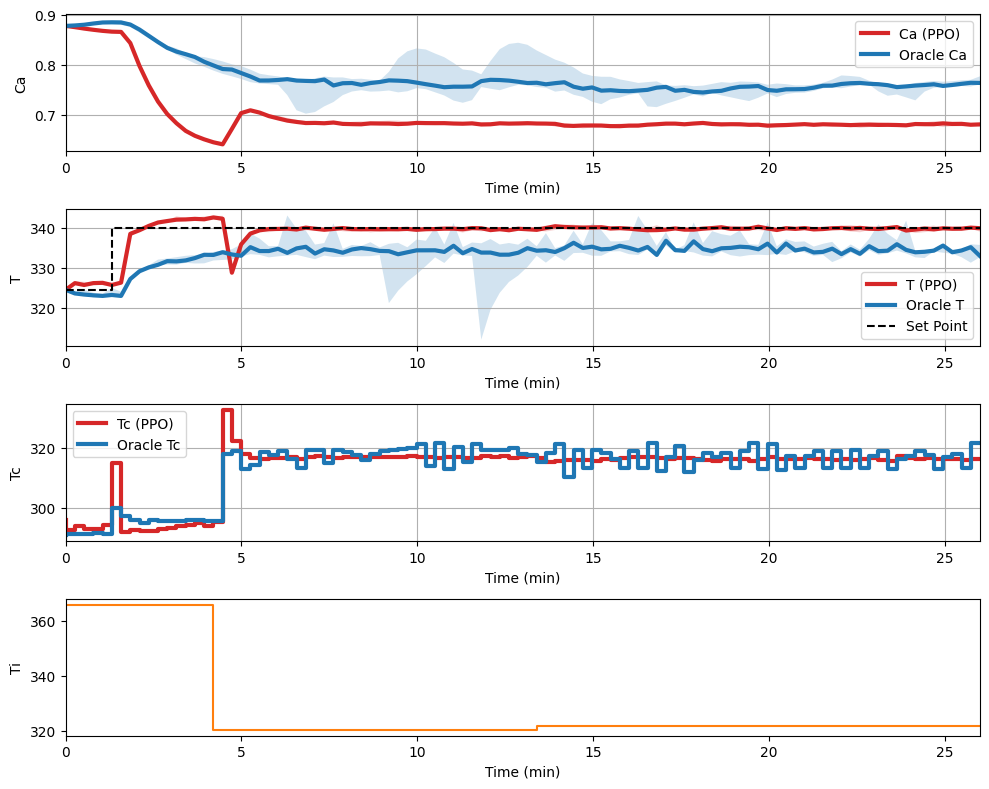 0.9
0.8
0.7
Ca
Ca (PPO)
Oracle Ca
0 5 10 15 20 25
Time (min)
340
330
320
T
T (PPO)
Oracle T
Set Point
0 5 10 15 20 25
Time (min)
320
300
Tc
Tc (PPO)
Oracle Tc
0 5 10 15 20 25
Time (min)
360
340
320
Ti
0 5 10 15 20 25
Time (min)